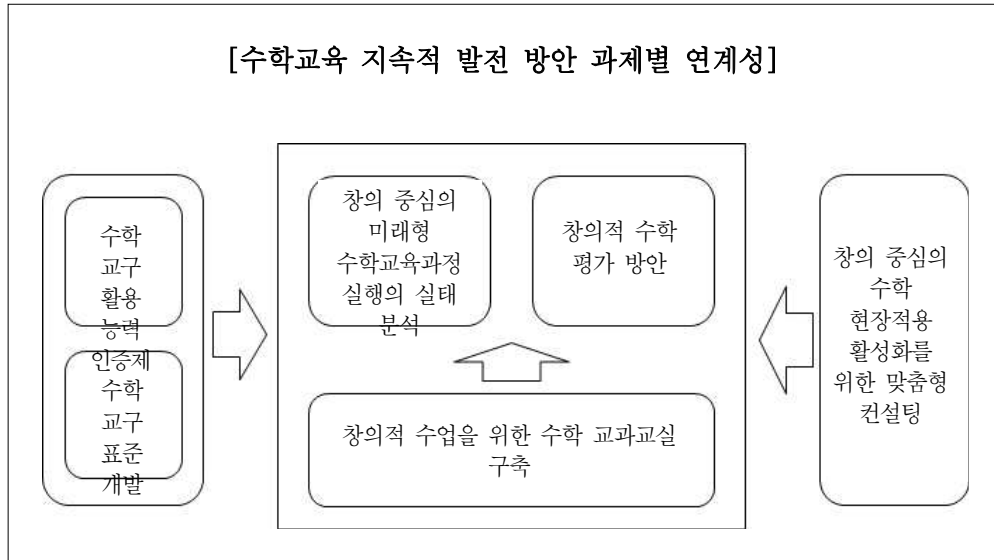 [수학교육 지속적 발전 방안 과제별 연계성]
수학
교구
활용
능력
인증제
수학
교구
표준
개발
창의 중심의
미래형
수학교육과정
실행의 실태
분석
창의적 수학
평가 방안
창의적 수업을 위한 수학 교과교실
구축
창의 중심의
수학
현장적용
활성화를
위한 맞춤형
컨설팅